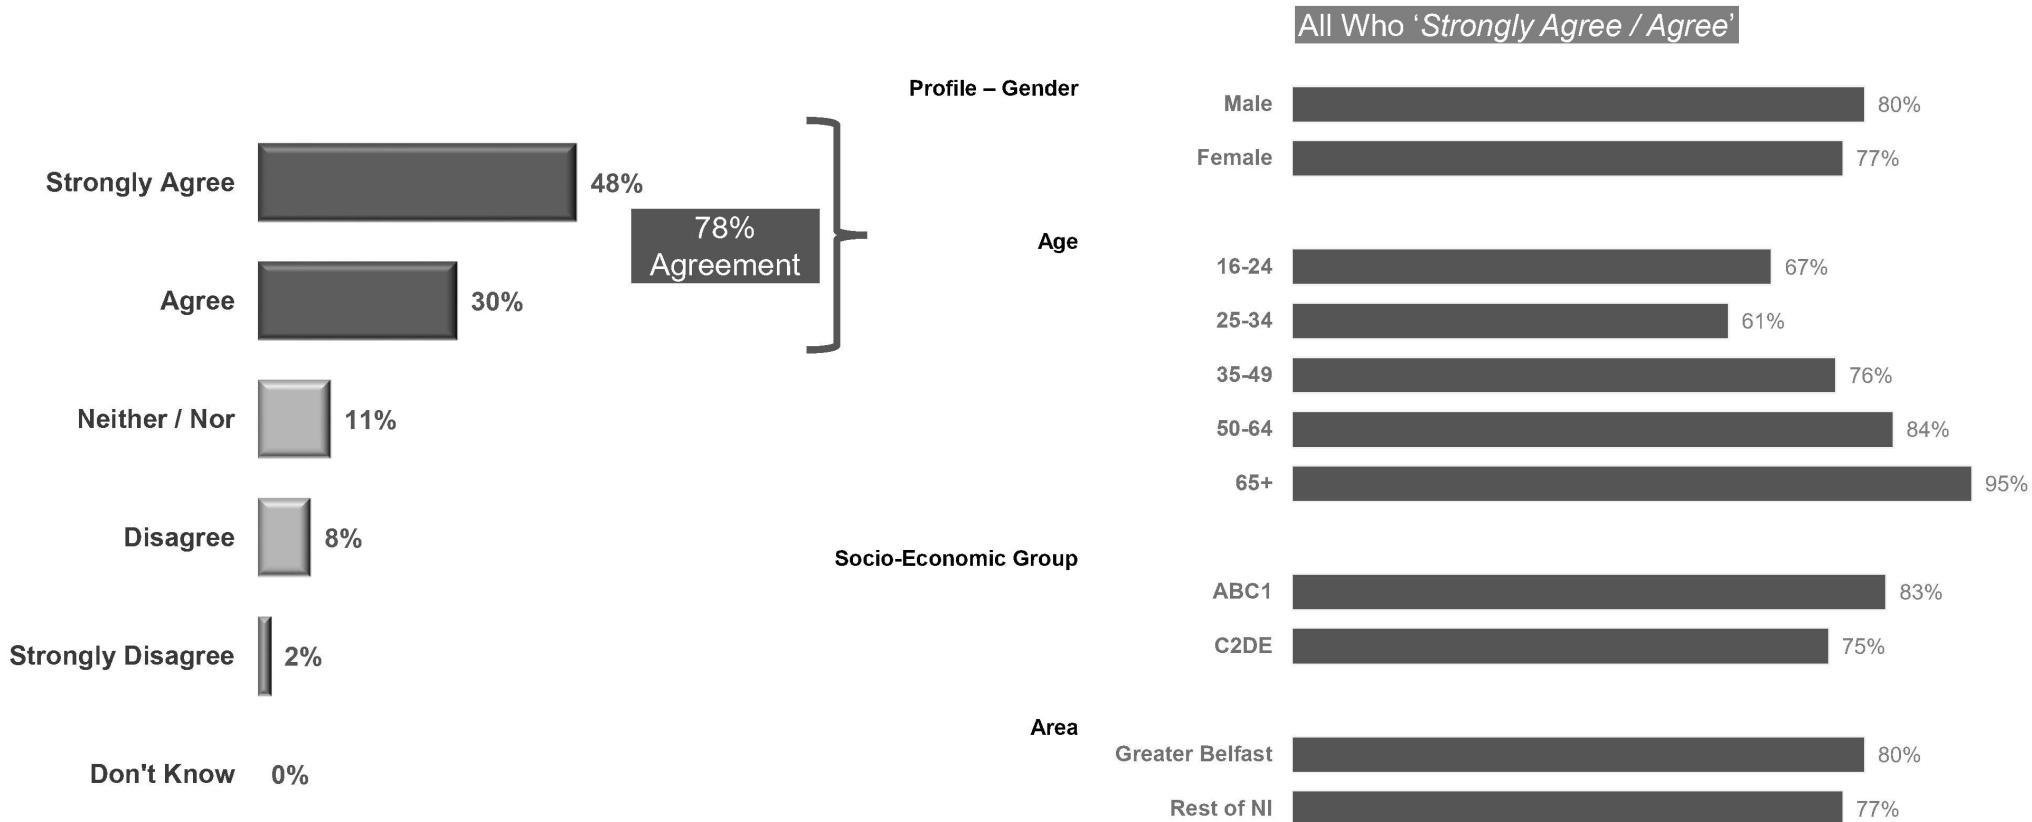 All Who ‘Strongly Agree / Agree’
Strongly Agree 48%
Agree 30%
Neither / Nor 11%
Disagree 8%
Strongly Disagree 2%
Don't Know 0%
78%
Agreement
Profile – Gender
Male 80%
Female 77%
Age
16-24 67%
25-34 61%
35-49 76%
50-64 84%
65+ 95%
Socio-Economic Group
ABC1 83%
C2DE 75%
Area
Greater Belfast 80%
Rest of NI 77%